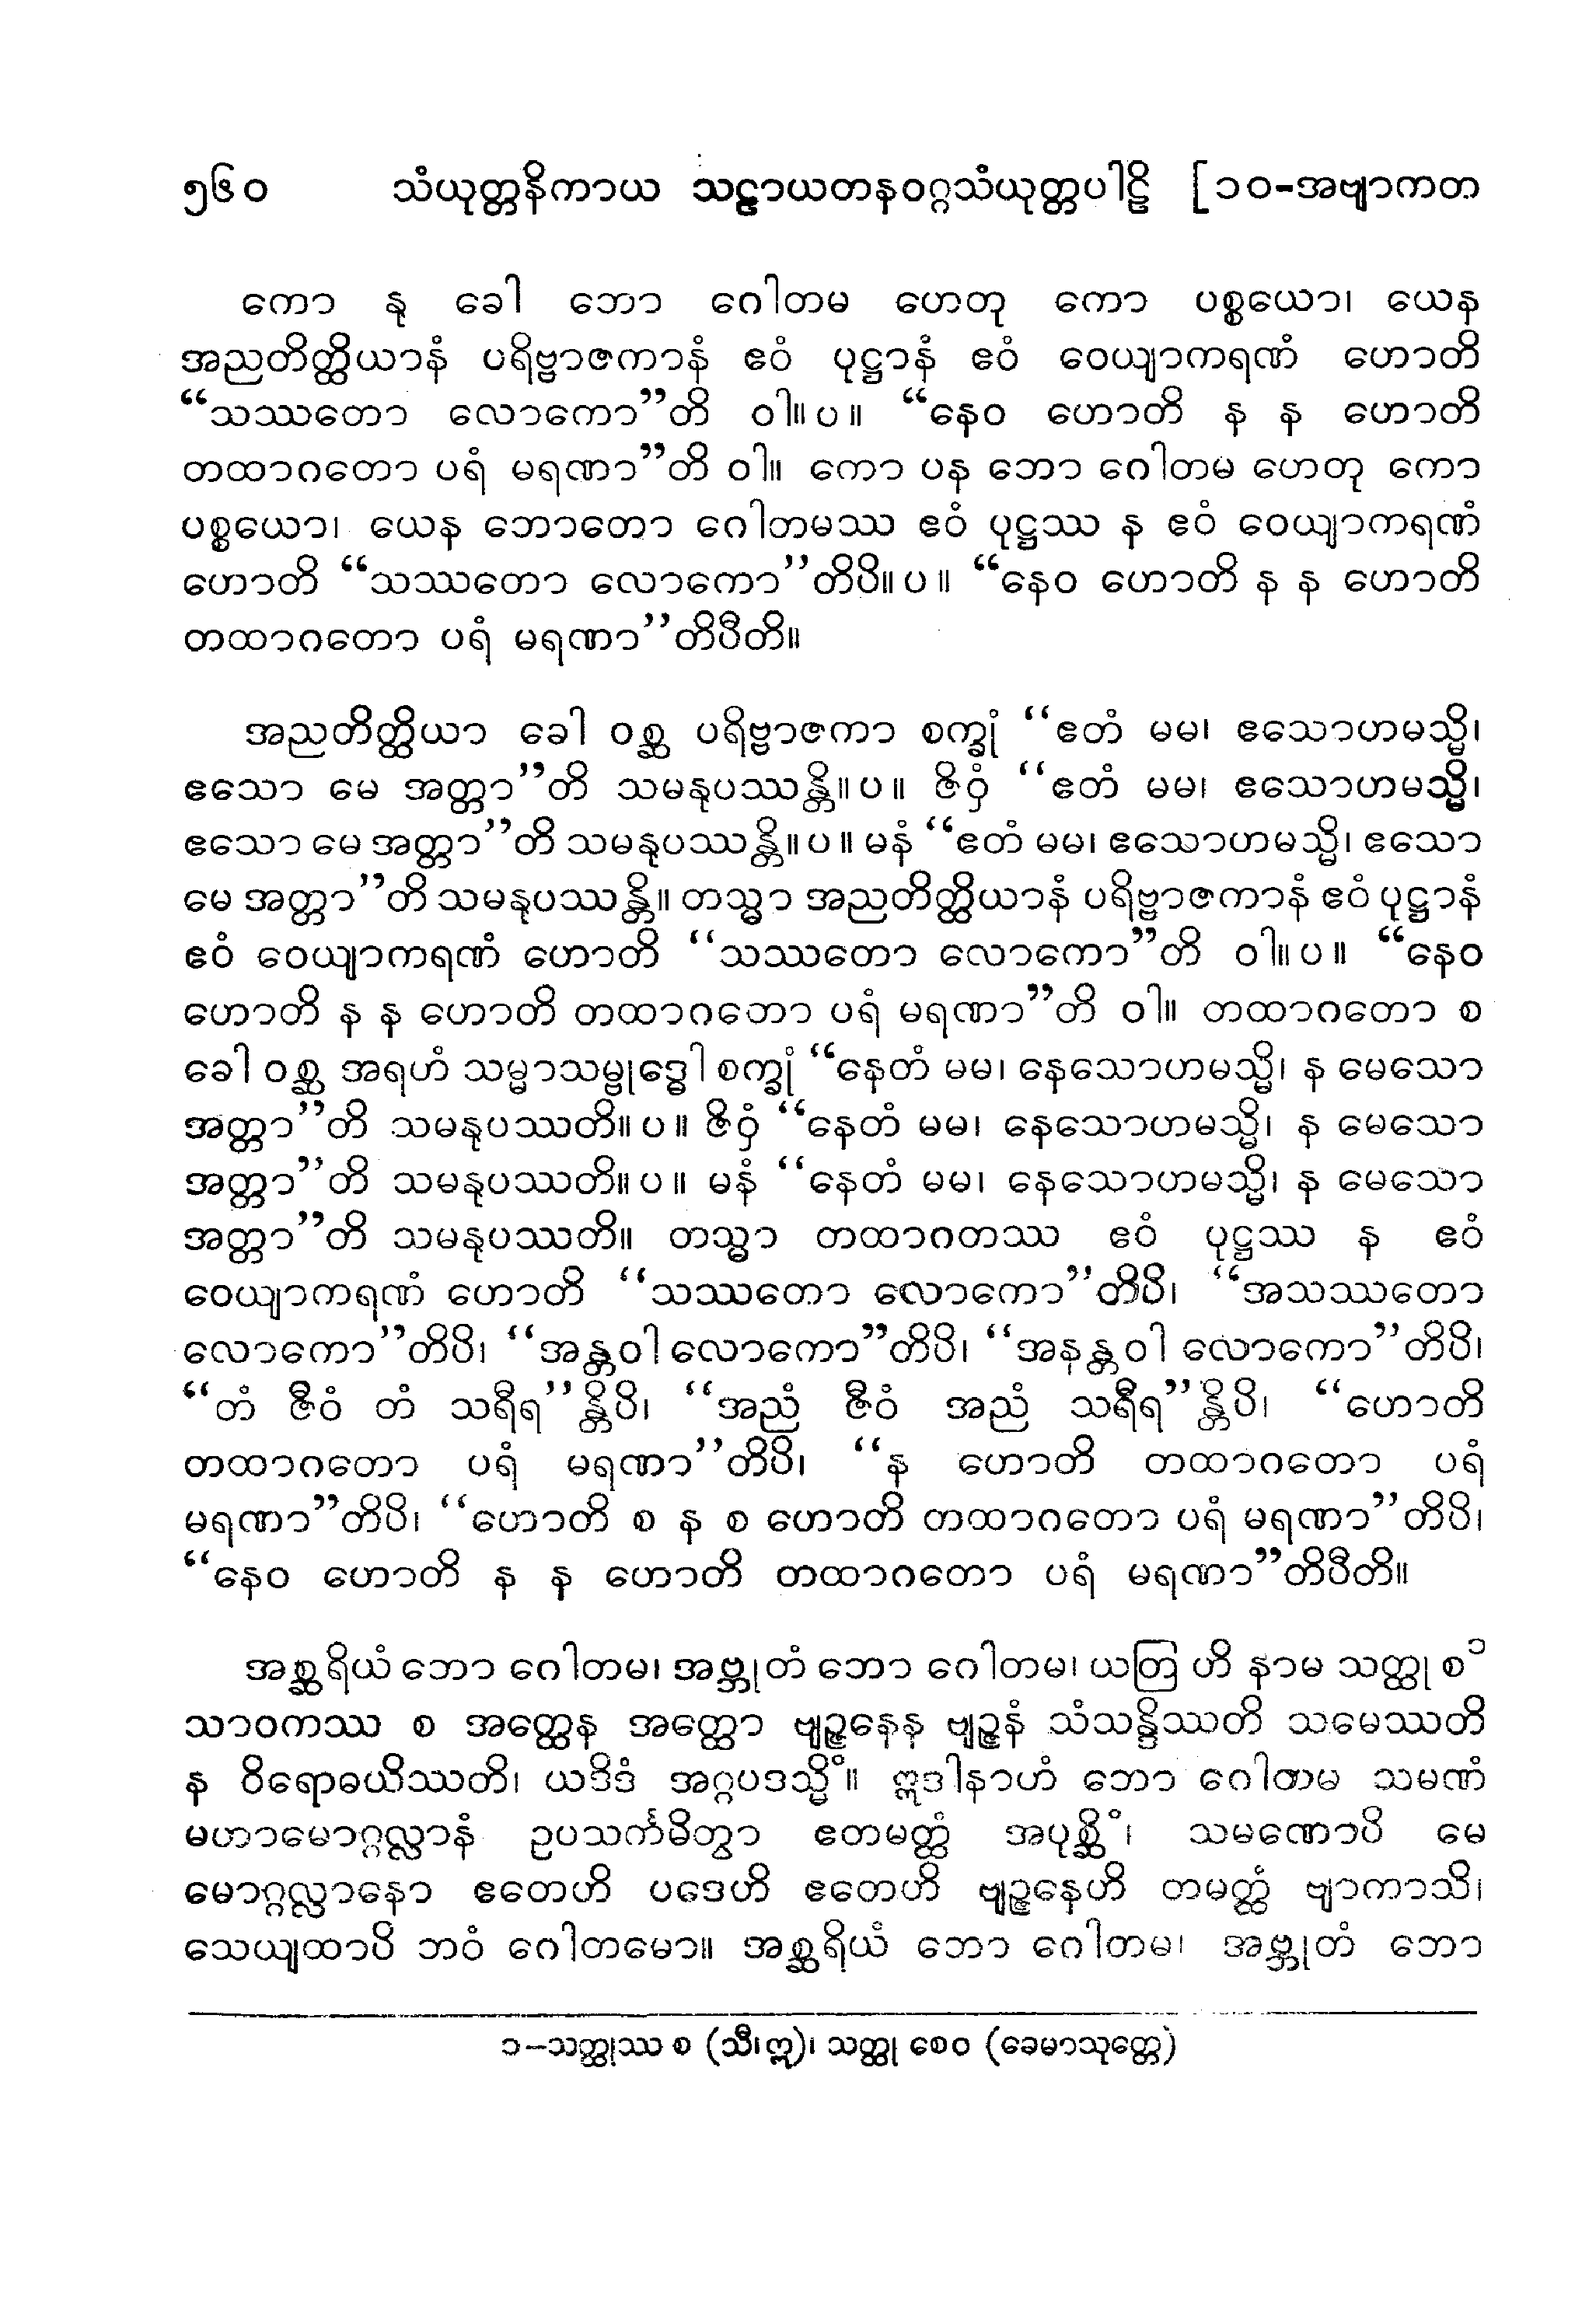 ၅၆၀ သံယုတ္တနိကာယ သဠာယတနဝဂ္ဂသံယုတ္တပါဠိ [၁၀-အဗျာကတ
ကော နု ခေါ ဘော ဂေါတမ ဟေတု ကော ပစ္စယော၊ ယေန
အညတိတ္ထိယာနံ ပရိဗ္ဗာဇကာနံ ဧဝံ ပုဋ္ဌာနံ ဧဝံ ဝေယျာကရဏံ ဟောတိ
“သဿတော လောကော”တိ ဝါ။ပ။ “နေဝ ဟောတိ န န ဟောတိ
တထာဂတော ပရံ မရဏာ”တိ ဝါ။ ကော ပန ဘော ဂေါတမ ဟေတု ကော
ပစ္စယော၊ ယေန ဘောတော ဂေါတမဿ ဧဝံ ပုဋ္ဌဿ န ဧဝံ ဝေယျာကရဏံ
ဟောတိ “သဿတော လောကော”တိပိ။ပ။ “နေဝ ဟောတိ န န ဟောတိ
တထာဂတော ပရံ မရဏာ”တိပီတိ။
အညတိတ္ထိယာ ခေါ ဝစ္ဆ ပရိဗ္ဗာဇကာ စက္ခုံ “ဧတံ မမ၊ ဧသောဟမသ္မိ၊
ဧသော မေ အတ္တာ”တိ သမနုပဿန္တိ။ပ။ ဇိဝှံ “ဧတံ မမ၊ ဧသောဟမသ္မိ၊
ဧသော မေ အတ္တာ”တိ သမနုပဿန္တိ။ပ။ မနံ “ဧတံ မမ၊ ဧသောဟမသ္မိ၊ ဧသော
မေ အတ္တာ”တိ သမနုပဿန္တိ။ တသ္မာ အညတိတ္ထိယာနံ ပရိဗ္ဗာဇကာနံ ဧဝံ ပုဋ္ဌာနံ
ဧဝံ ဝေယျာကရဏံ ဟောတိ “သဿတော လောကော”တိ ဝါ။ပ။ “နေဝ
ဟောတိ န န ဟောတိ တထာဂတော ပရံ မရဏာ”တိ ဝါ။ တထာဂတော စ
ခေါ ဝစ္ဆ အရဟံ သမ္မာသမ္ဗုဒ္ဓေါ စက္ခုံ “နေတံ မမ၊ နေသောဟမသ္မိ၊ န မေသော
အတ္တာ”တိ သမနုပဿတိ။ပ။ ဇိဝှံ “နေတံ မမ၊ နေသောဟမသ္မိ၊ န မေသော
အတ္တာ”တိ သမနုပဿတိ။ပ။ မနံ “နေတံ မမ၊ နေသောဟမသ္မိ၊ န မေသော
အတ္တာ”တိ သမနုပဿတိ။ တသ္မာ တထာဂတဿ ဧဝံ ပုဋ္ဌဿ န ဧဝံ
ဝေယျာကရဏံ ဟောတိ “သဿတော လောကော”တိပိ၊ “အသဿတော
လောကော”တိပိ၊ “အန္တဝါ လောကော”တိပိ၊ “အနန္တဝါ လောကော”တိပိ၊
“တံ ဇီဝံ တံ သရီရ”န္တိပိ၊ “အညံ ဇီဝံ အညံ သရီရ”န္တိပိ၊ “ဟောတိ
တထာဂတော ပရံ မရဏာ”တိပိ၊ “န ဟောတိ တထာဂတော ပရံ
မရဏာ”တိပိ၊ “ဟောတိ စ န စ ဟောတိ တထာဂတော ပရံ မရဏာ”တိပိ၊
“နေဝ ဟောတိ န န ဟောတိ တထာဂတော ပရံ မရဏာ”တိပီတိ။
အစ္ဆရိယံ ဘော ဂေါတမ၊ အဗ္ဘုတံ ဘော ဂေါတမ၊ ယတြ ဟိ နာမ သတ္ထု စ၁
သာဝကဿ စ အတ္ထေန အတ္ထော ဗျဉ္ဇနေန ဗျဉ္ဇနံ သံသန္ဒိဿတိ သမေဿတိ
န ဝိရောဓယိဿတိ၊ ယဒိဒံ အဂ္ဂပဒသ္မိံ။ ဣဒါနာဟံ ဘော ဂေါတမ သမဏံ
မဟာမောဂ္ဂလ္လာနံ ဥပသင်္ကမိတွာ ဧတမတ္ထံ အပုစ္ဆိံ၊ သမဏောပိ မေ
မောဂ္ဂလ္လာနော ဧတေဟိ ပဒေဟိ ဧတေဟိ ဗျဉ္ဇနေဟိ တမတ္ထံ ဗျာကာသိ၊
သေယျထာပိ ဘဝံ ဂေါတမော။ အစ္ဆရိယံ ဘော ဂေါတမ၊ အဗ္ဘုတံ ဘော
၁-သတ္ထုဿ စ (သီ၊ဣ)၊ သတ္ထု စေဝ (ခေမာသုတ္တေ)